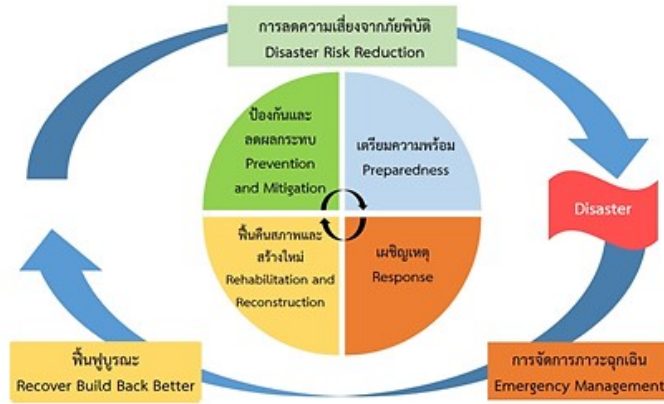 การลดความเสี่ยงจากภัยพิบัติ
Disaster Risk Reduction
ป้องกันและ
ลดผลกระทบ
Prevention
and Mitigation
เตรียมความพร้อม
Preparedness
Disaster
ฟื้นคืนสภาพและ
สร้างใหม่
Rehabilitation and
Reconstruction
เผชิญเหตุ
Response
ฟื้นฟูบูรณะ
Recover Build Back Better
การจัดการภาวะฉุกเฉิน
Emergency Management